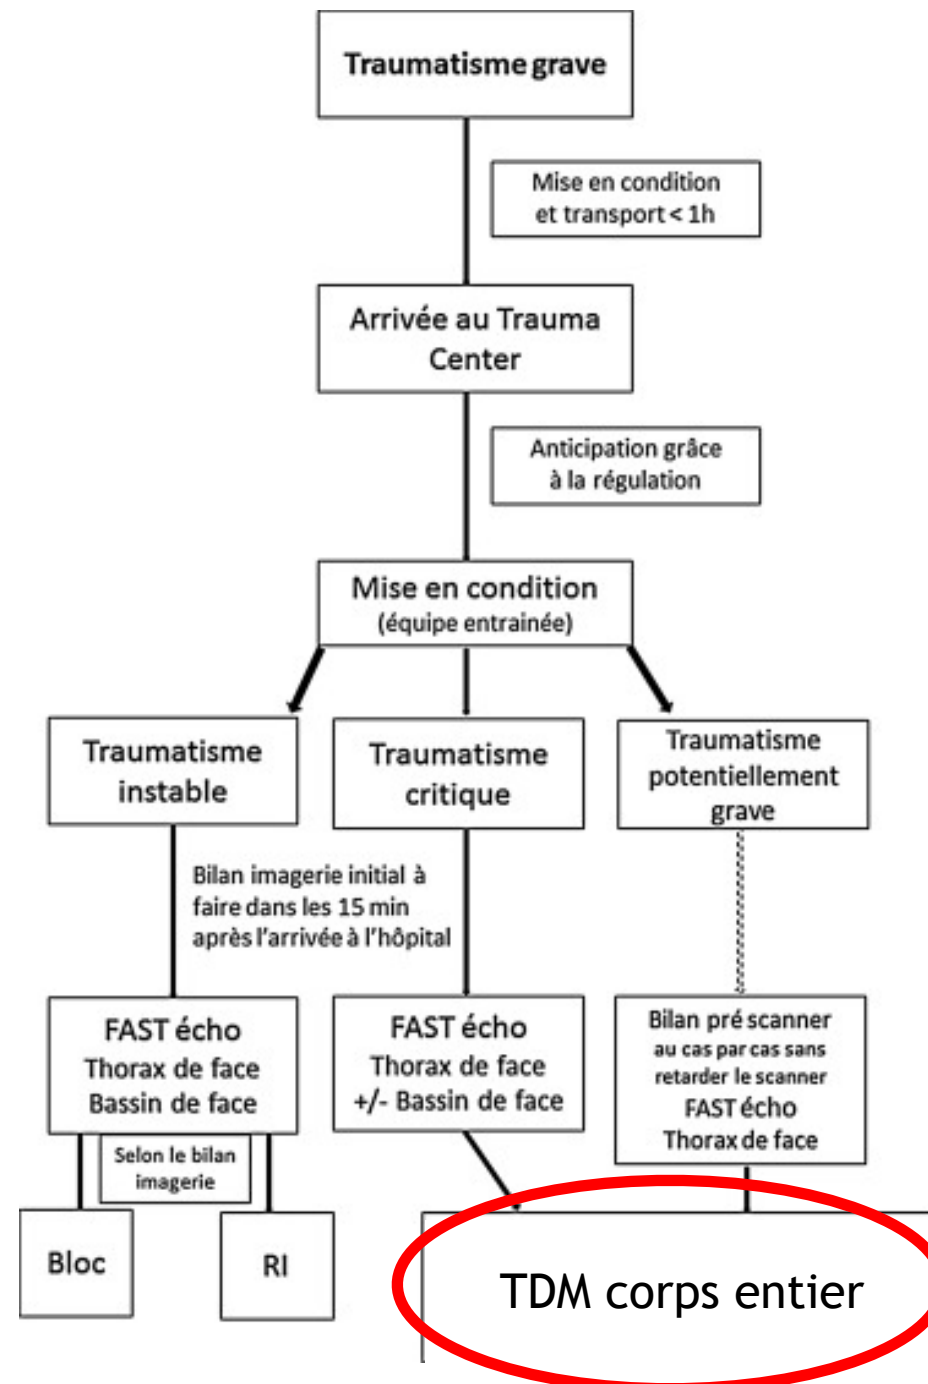 Traumatisme grave
Mise en condition
et transport < 1h
Arrivée au Trauma
Center
Anticipation grâce
à la régulation
Mise en condition
(équipe entrainée)
Traumatisme
instable
Traumatisme
critique
Traumatisme
potentiellement
grave
Bilan imagerie initial à
faire dans les 15 min
après l'arrivée à l'hôpital
FAST écho
Thorax de face
Bassin de face
FAST écho
Thorax de face
+/- Bassin de face
Bilan pré scanner
au cas par cas sans
retarder le scanner
FAST écho
Thorax de face
Selon le bilan
imagerie
Bloc
RI
TDM corps entier